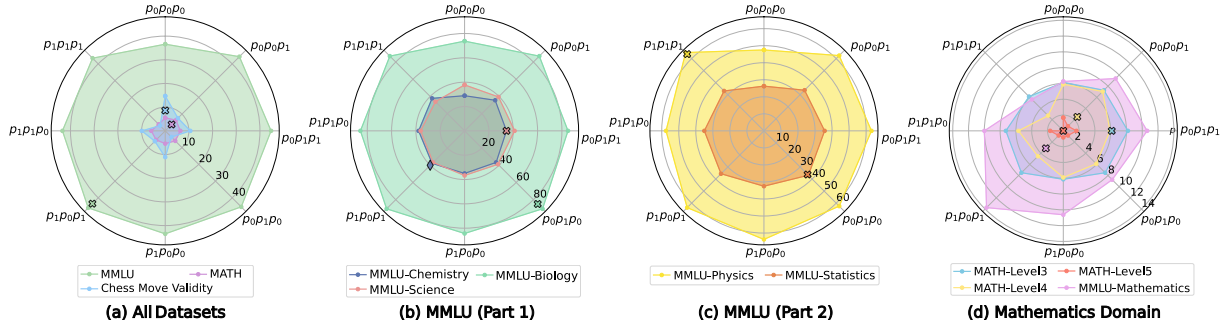 p₀p₀p₀
p₁p₁p₁
p₀p₀p₁
p₁p₁p₀
p₀p₁p₁
10
20
30
40
p₁p₀p₁
p₀p₁p₀
p₁p₀p₀
MMLU
MATH
Chess Move Validity
(a) All Datasets
p₀p₀p₀
p₁p₁p₁
p₀p₀p₁
p₁p₁p₀
p₀p₁p₁
20
40
60
80
p₁p₀p₁
p₀p₁p₀
p₁p₀p₀
MMLU-Chemistry
MMLU-Biology
MMLU-Science
(b) MMLU (Part 1)
p₀p₀p₀
p₁p₁p₁
p₀p₀p₁
p₁p₁p₀
p
10
20
30
40
50
60
p₁p₀p₁
p₀p₁p₀
p₁p₀p₀
MMLU-Physics
MMLU-Statistics
(c) MMLU (Part 2)
p₀p₀p₀
p₁p₁p₁
p₀p₀p₁
p₁p₁p₀
p₀p₁p₁
2
4
6
8
10
12
14
p₁p₀p₁
p₀p₁p₀
p₁p₀p₀
MATH-Level3
MATH-Level5
MATH-Level4
MMLU-Mathematics
(d) Mathematics Domain